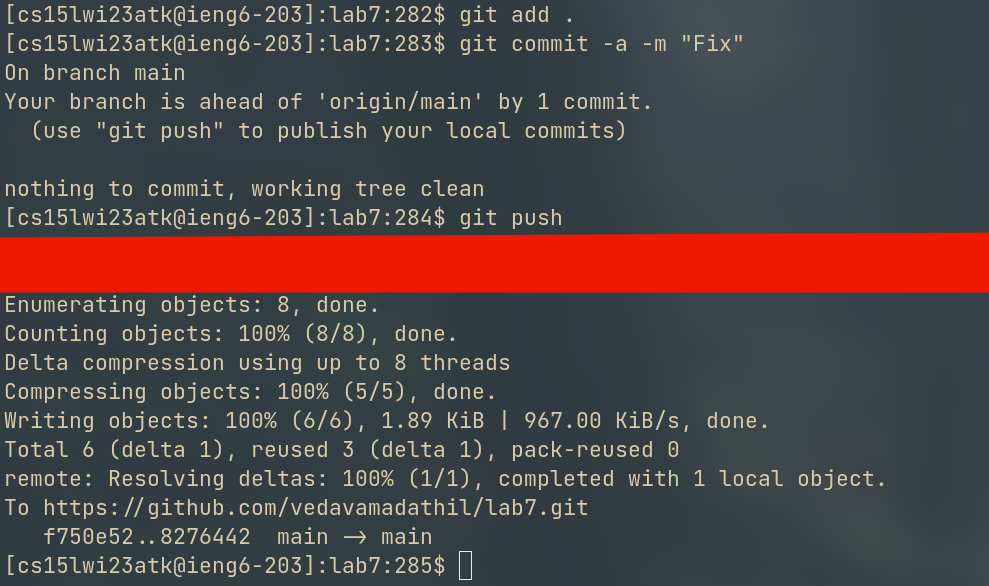 [cs15lwi23atk@ieng6-203]:lab7:282$ git add .
[cs15lwi23atk@ieng6-203]:lab7:283$ git commit -a -m "Fix"
On branch main
Your branch is ahead of 'origin/main' by 1 commit.
  (use "git push" to publish your local commits)

nothing to commit, working tree clean
[cs15lwi23atk@ieng6-203]:lab7:284$ git push
Enumerating objects: 8, done.
Counting objects: 100% (8/8), done.
Delta compression using up to 8 threads
Compressing objects: 100% (5/5), done.
Writing objects: 100% (6/6), 1.89 KiB | 967.00 KiB/s, done.
Total 6 (delta 1), reused 3 (delta 1), pack-reused 0
remote: Resolving deltas: 100% (1/1), completed with 1 local object.
To https://github.com/vedavamadathil/lab7.git
   f750e52..8276442  main -> main
[cs15lwi23atk@ieng6-203]:lab7:285$